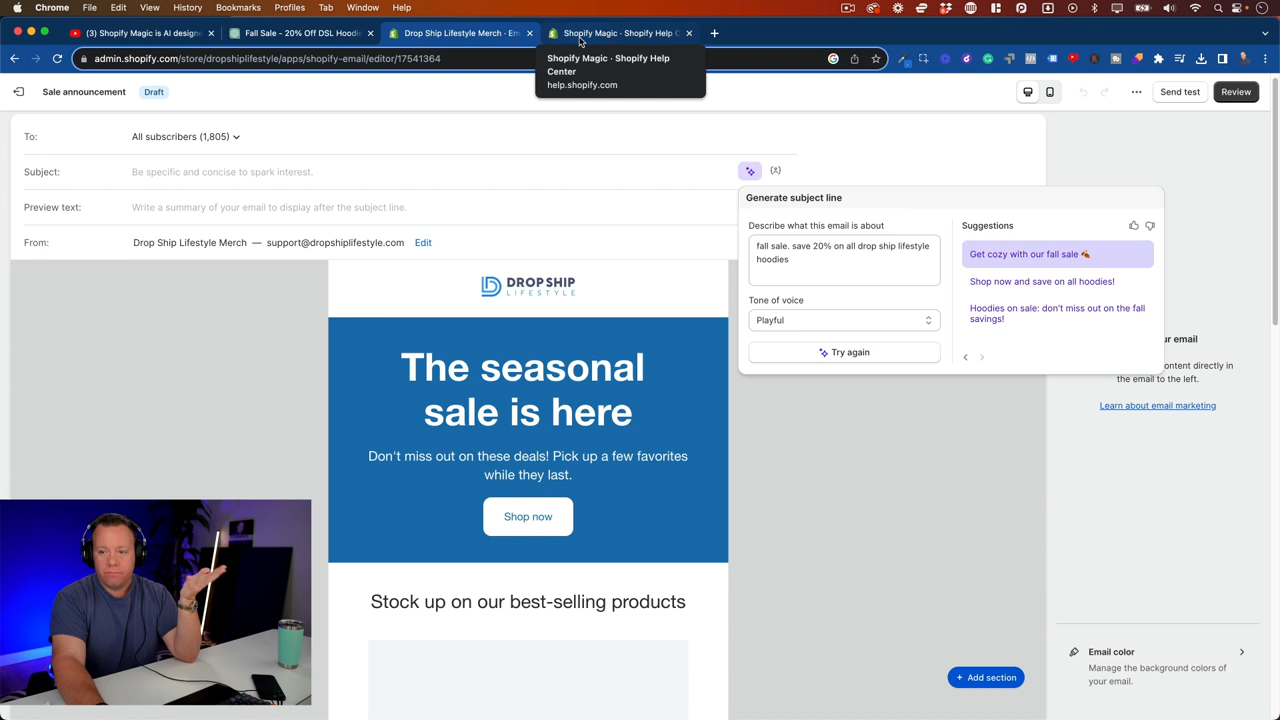 Chrome File Edit View History Bookmarks Profiles Tab Window Help
(3) Shopify Magic is AI designe
Fall Sale - 20% Off DSL Hoodie
Drop Ship Lifestyle Merch · Em
Shopify Magic · Shopify Help C
admin.shopify.com/store/dropshiplifestyle/apps/shopify-email/editor/17541364
Shopify Magic · Shopify Help
Center
help.shopify.com
Sale announcement
Draft
Send test
Review
To:
All subscribers (1,805)
Subject:
Be specific and concise to spark interest.
Preview text:
Write a summary of your email to display after the subject line.
From:
Drop Ship Lifestyle Merch — support@dropshiplifestyle.com
Edit
Generate subject line
Describe what this email is about
fall sale. save 20% on all drop ship lifestyle
hoodies
Tone of voice
Playful
Try again
Suggestions
Get cozy with our fall sale 🍂
Shop now and save on all hoodies!
Hoodies on sale: don't miss out on the fall
savings!
DROP SHIP
LIFESTYLE
The seasonal
sale is here
Don't miss out on these deals! Pick up a few favorites
while they last.
Shop now
Stock up on our best-selling products
email
content directly in
the email to the left.
Learn about email marketing
Add section
Email color
Manage the background colors of
your email.